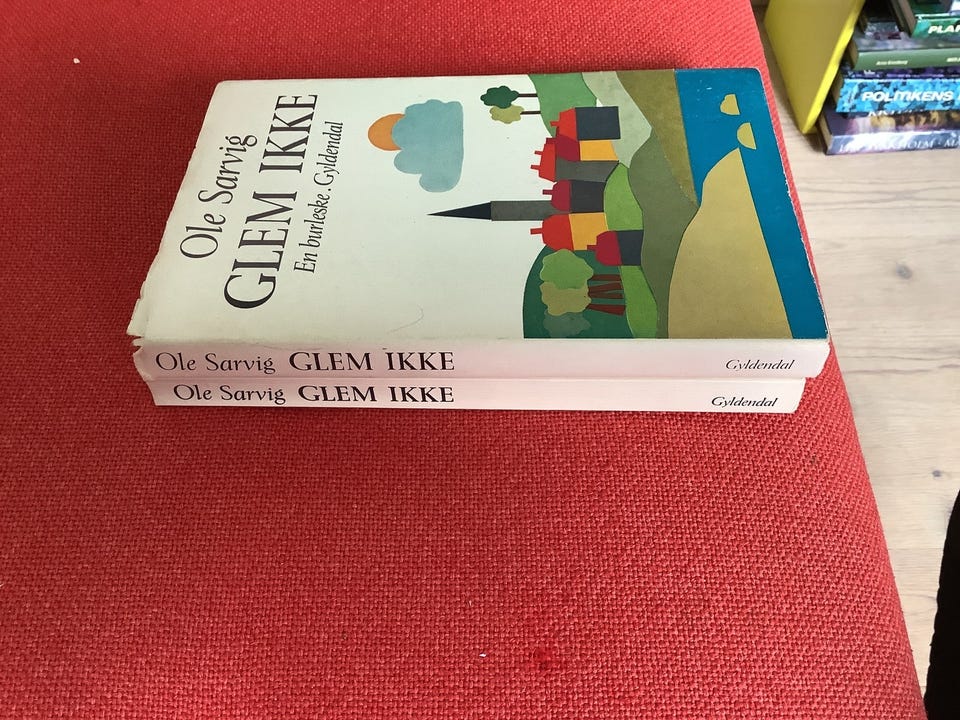 Ole Sarvig
GLEM IKKE
En burleske. Gyldendal
Ole Sarvig GLEM IKKE Gyldendal
Ole Sarvig GLEM IKKE Gyldendal
POLITIKENS